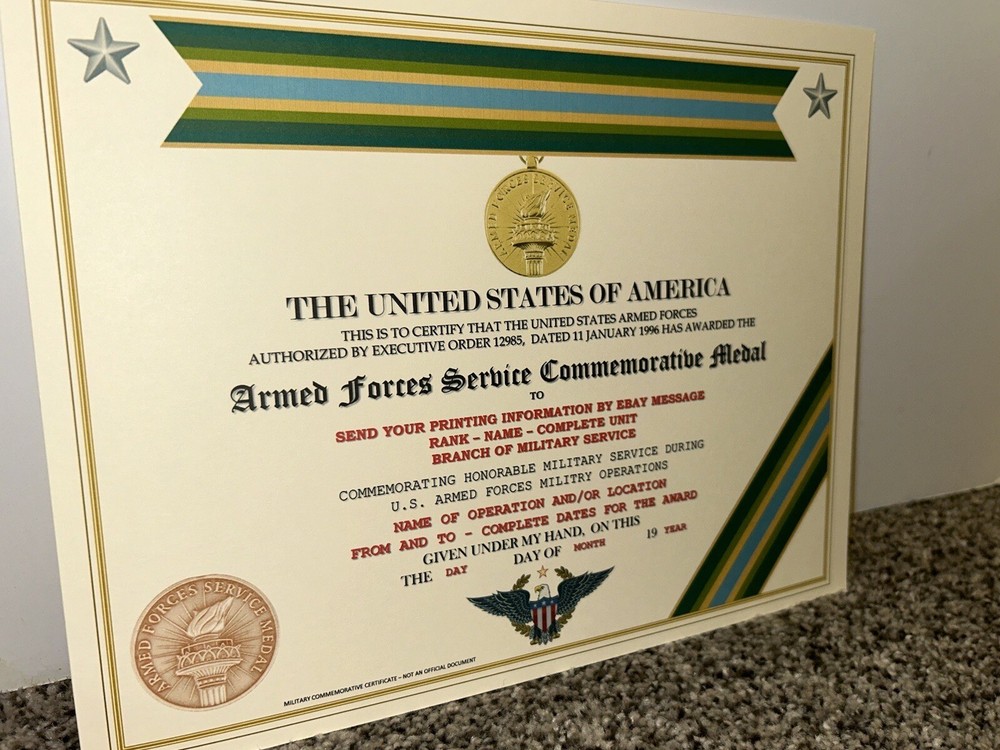 ARMED FORCES SERVICE MEDAL
THE UNITED STATES OF AMERICA
THIS IS TO CERTIFY THAT THE UNITED STATES ARMED FORCES
AUTHORIZED BY EXECUTIVE ORDER 12985, DATED 11 JANUARY 1996 HAS AWARDED THE
Armed Forces Service Commemorative Medal
TO
SEND YOUR PRINTING INFORMATION BY EBAY MESSAGE
RANK – NAME – COMPLETE UNIT
BRANCH OF MILITARY SERVICE
COMMEMORATING HONORABLE MILITARY SERVICE DURING
U.S. ARMED FORCES MILITRY OPERATIONS
NAME OF OPERATION AND/OR LOCATION
FROM AND TO – COMPLETE DATES FOR THE AWARD
GIVEN UNDER MY HAND, ON THIS
THE DAY DAY OF MONTH 19 YEAR
ARMED FORCES SERVICE MEDAL
MILITARY COMMEMORATIVE CERTIFICATE – NOT AN OFFICIAL DOCUMENT